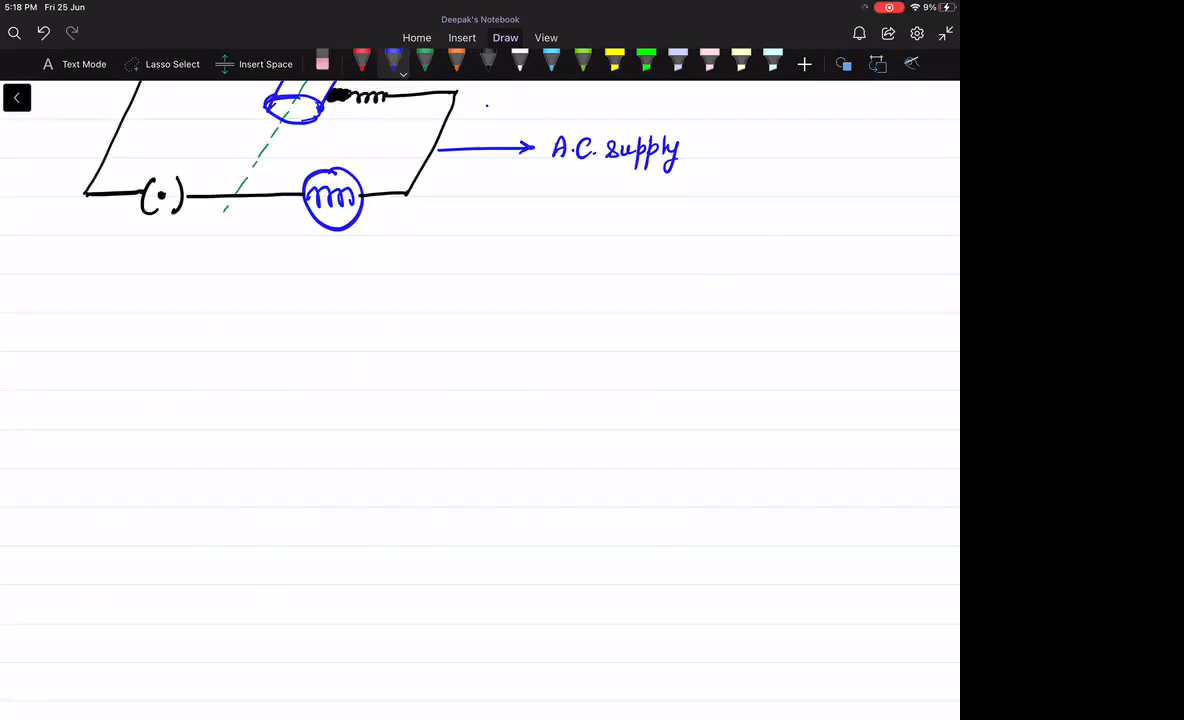 5:18 PM Fri 25 Jun
9%
Deepak's Notebook
Home Insert Draw View
A Text Mode Lasso Select Insert Space
A.C. supply